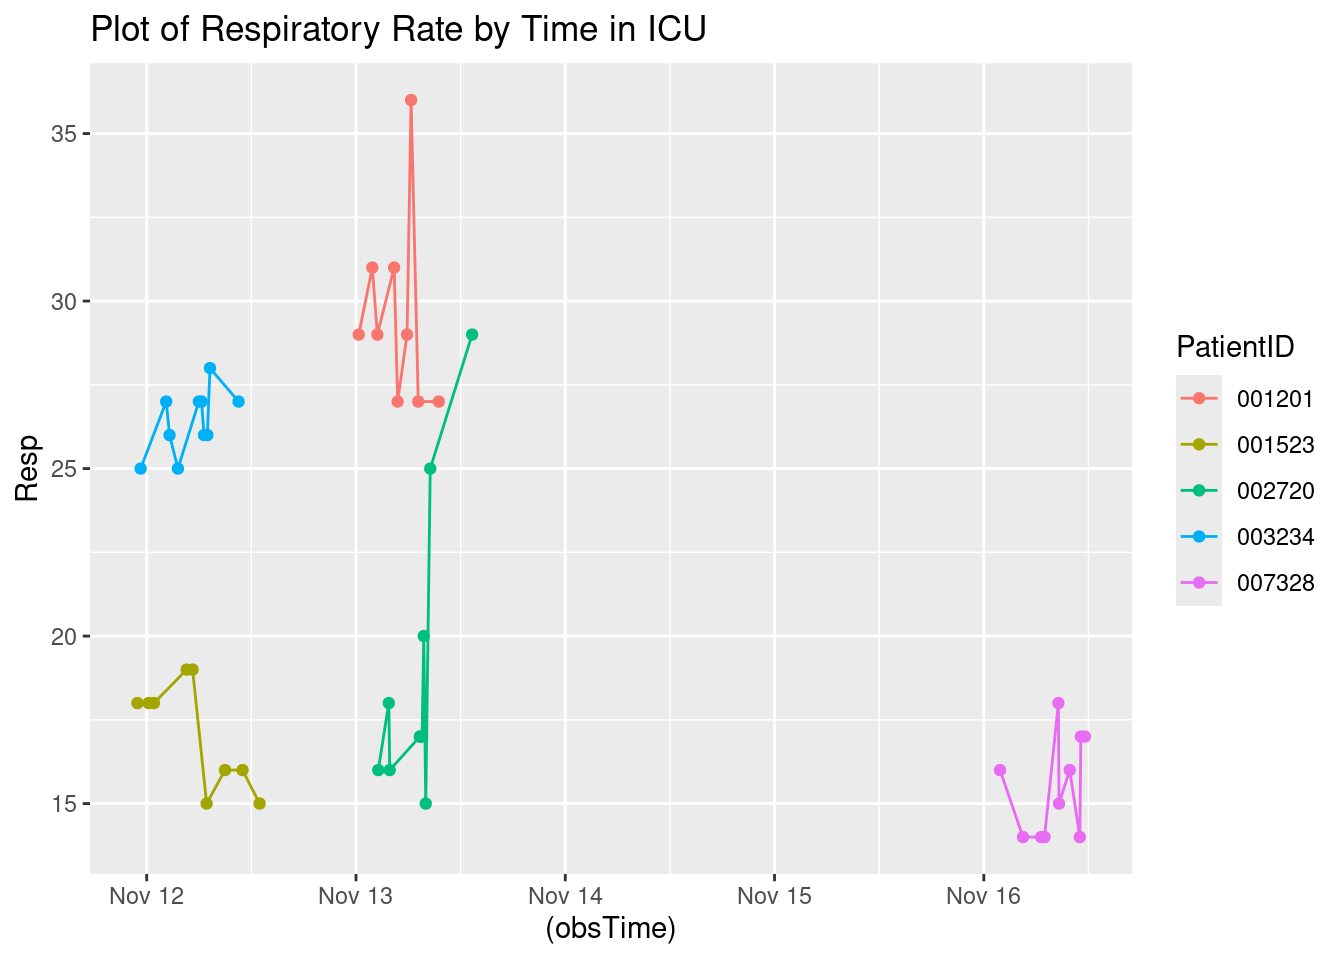 Plot of Respiratory Rate by Time in ICU
35
30
25
20
15
Resp
Nov 12
Nov 13
Nov 14
Nov 15
Nov 16
(obsTime)
PatientID
001201
001523
002720
003234
007328